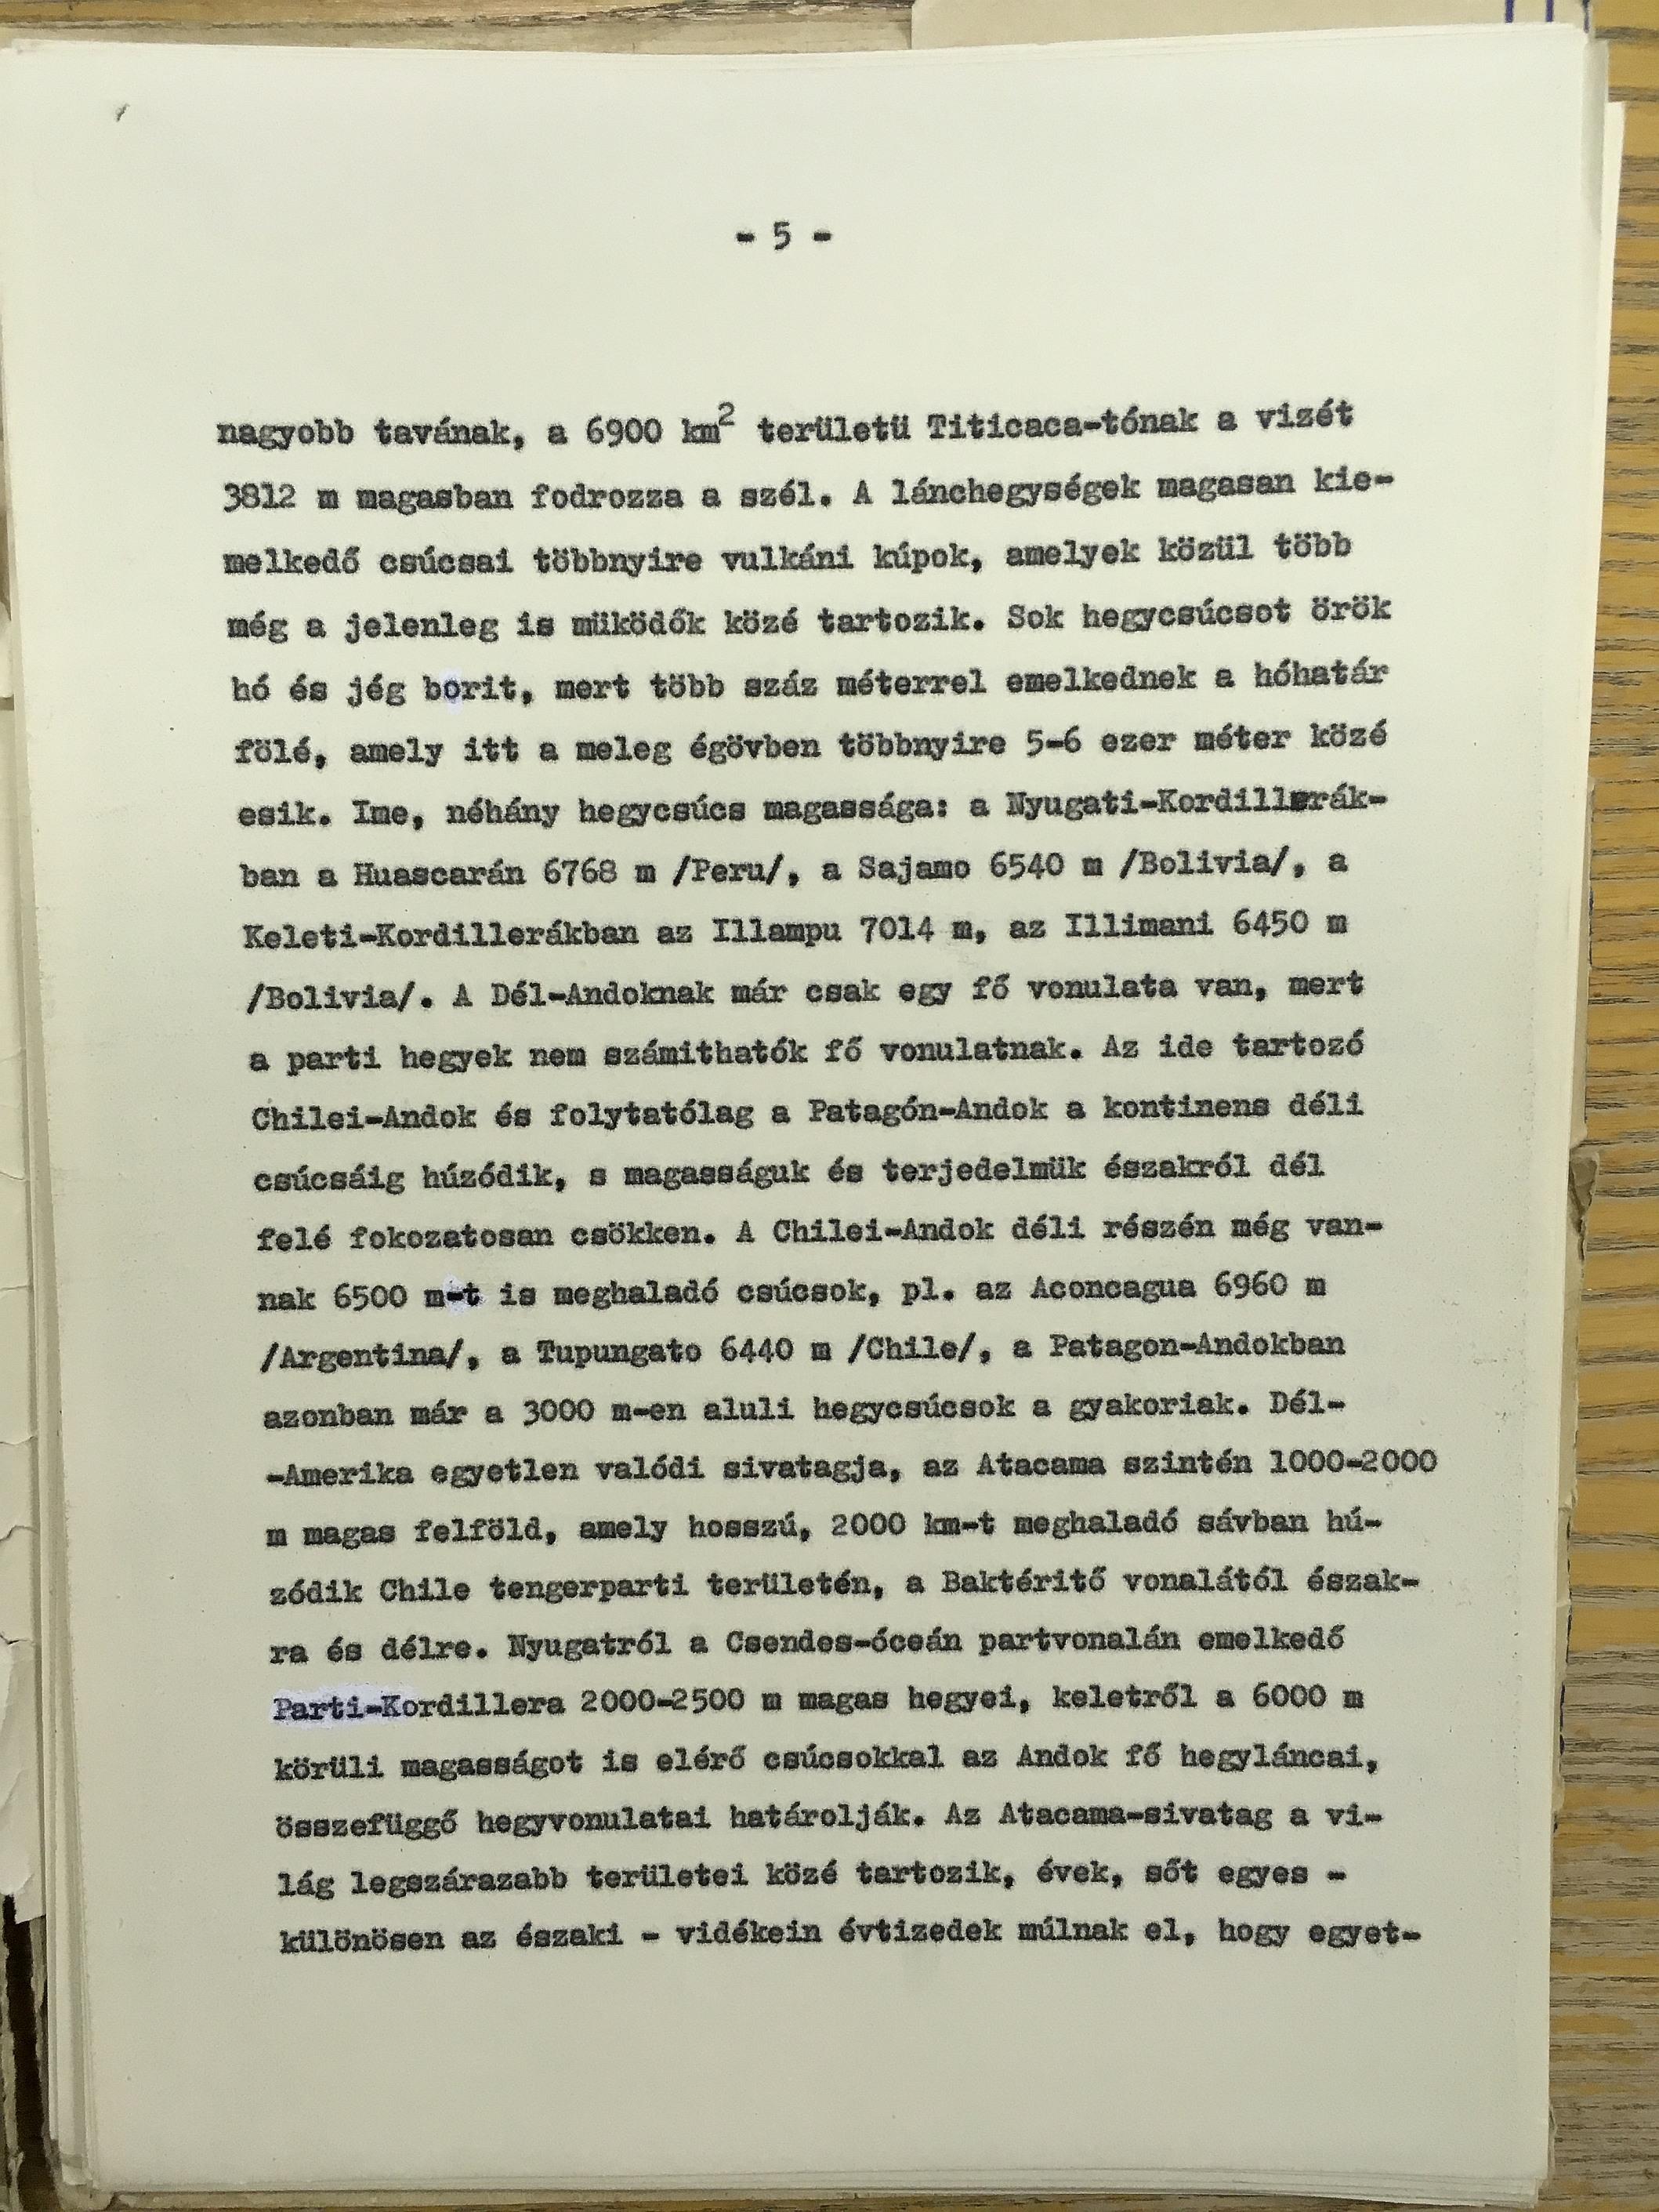 - 5 -
nagyobb tavának, a 6900 km² területü Titicaca-tónak a vizét
3812 m magasban fodrozza a szél. A lánchegységek magasan kie-
melkedő csúcsai többnyire vulkáni kúpok, amelyek közül több
még a jelenleg is müködők közé tartozik. Sok hegycsúcsot örök
hó és jég borit, mert több száz méterrel emelkednek a hóhatár
fölé, amely itt a meleg égövben többnyire 5-6 ezer méter közé
esik. Ime, néhány hegycsúcs magassága: a Nyugati-Kordillerák-
ban a Huascarán 6768 m /Peru/, a Sajamo 6540 m /Bolivia/, a
Keleti-Kordillerákban az Illampu 7014 m, az Illimani 6450 m
/Bolivia/. A Dél-Andoknak már csak egy fő vonulata van, mert
a parti hegyek nem számithatók fő vonulatnak. Az ide tartozó
Chilei-Andok és folytatólag a Patagón-Andok a kontinens déli
csúcsáig húzódik, s magasságuk és terjedelmük északról dél
felé fokozatosan csökken. A Chilei-Andok déli részén még van-
nak 6500 m-t is meghaladó csúcsok, pl. az Aconcagua 6960 m
/Argentina/, a Tupungato 6440 m /Chile/, a Patagon-Andokban
azonban már a 3000 m-en aluli hegycsúcsok a gyakoriak. Dél-
-Amerika egyetlen valódi sivatagja, az Atacama szintén 1000-2000
m magas felföld, amely hosszú, 2000 km-t meghaladó sávban hú-
zódik Chile tengerparti területén, a Baktéritő vonalától észak-
ra és délre. Nyugatról a Csendes-óceán partvonalán emelkedő
Parti-Kordillera 2000-2500 m magas hegyei, keletről a 6000 m
körüli magasságot is elérő csúcsokkal az Andok fő hegyláncai,
összefüggő hegyvonulatai határolják. Az Atacama-sivatag a vi-
lág legszárazabb területei közé tartozik, évek, sőt egyes -
különösen az északi - vidékein évtizedek múlnak el, hogy egyet-